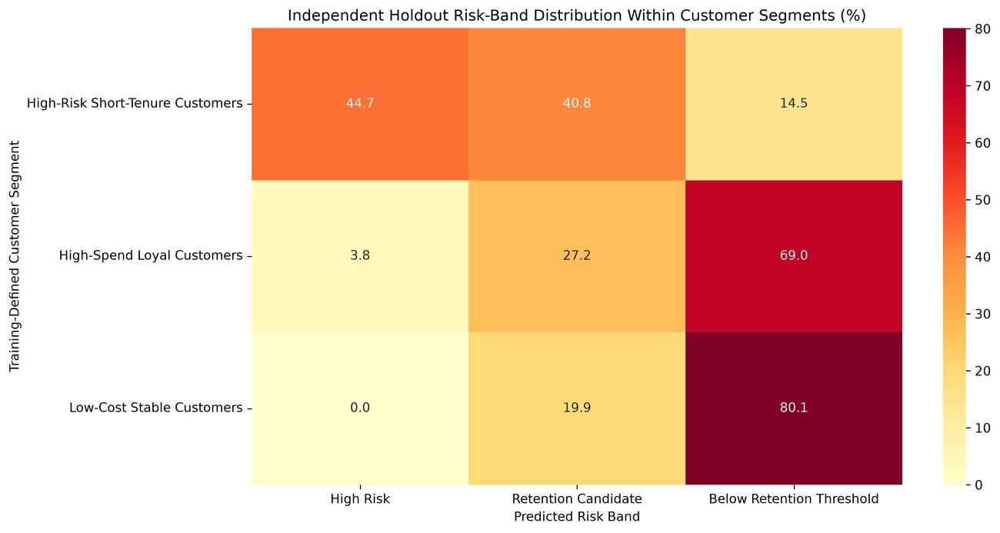 Independent Holdout Risk-Band Distribution Within Customer Segments (%)
Training-Defined Customer Segment
High-Risk Short-Tenure Customers
44.7
40.8
14.5
High-Spend Loyal Customers
3.8
27.2
69.0
Low-Cost Stable Customers
0.0
19.9
80.1
High Risk
Retention Candidate
Below Retention Threshold
Predicted Risk Band
80
70
60
50
40
30
20
10
0